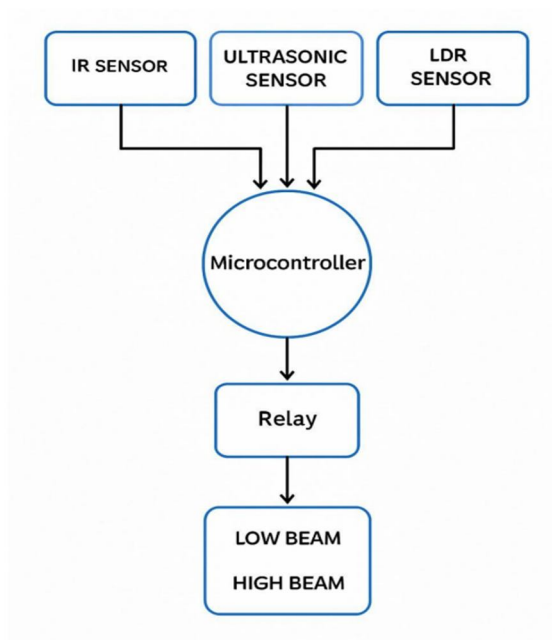 IR SENSOR
ULTRASONIC
SENSOR
LDR
SENSOR
Microcontroller
Relay
LOW BEAM
HIGH BEAM